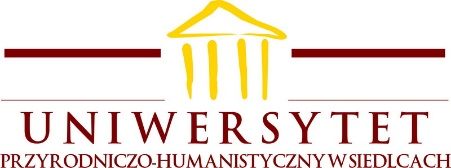 UNIWERSYTET
PRZYRODNICZO-HUMANISTYCZNY W SIEDLCACH